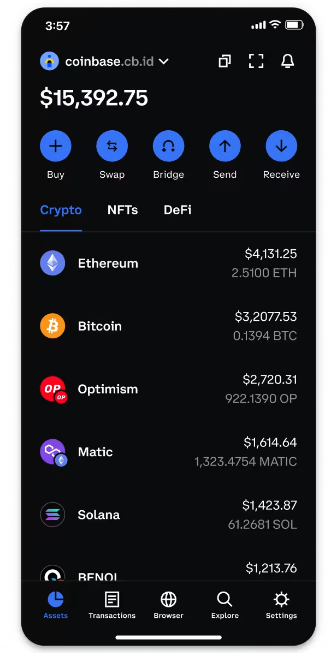 3:57
coinbase.cb.id
$15,392.75
Buy Swap Bridge Send Receive
Crypto NFTs DeFi
Ethereum $4,131.25
2.5100 ETH
Bitcoin $3,2077.53
0.1394 BTC
OP OP Optimism $2,720.31
922.1390 OP
Matic $1,614.64
1,323.4754 MATIC
Solana $1,423.87
61.2681 SOL
$1,213.76
Assets Transactions Browser Explore Settings